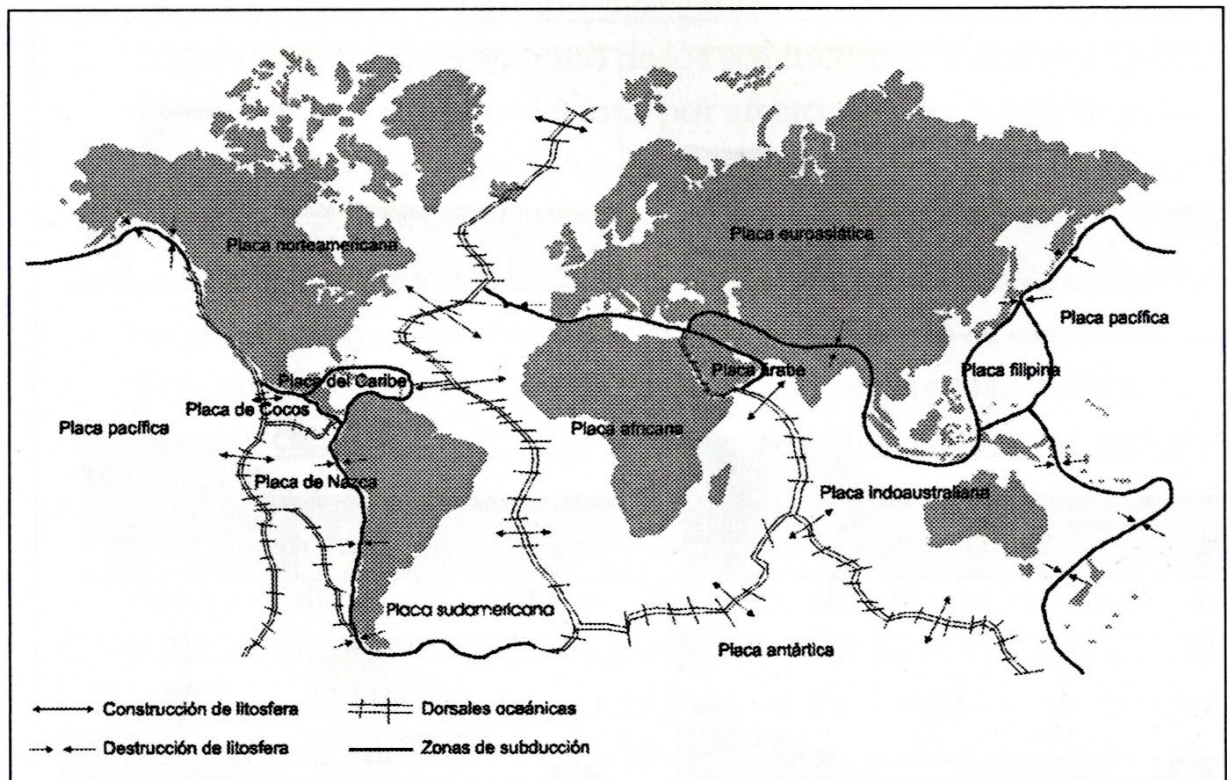 Placa norteamericana
Placa euroasiática
Placa pacífica
Placa del Caribe
Placa árabe
Placa filipina
Placa de Cocos
Placa pacífica
Placa africana
Placa de Nazca
Placa Indoaustraliana
Placa sudamericana
Placa antártica
Construcción de litosfera
Dorsales oceánicas
Destrucción de litosfera
Zonas de subducción